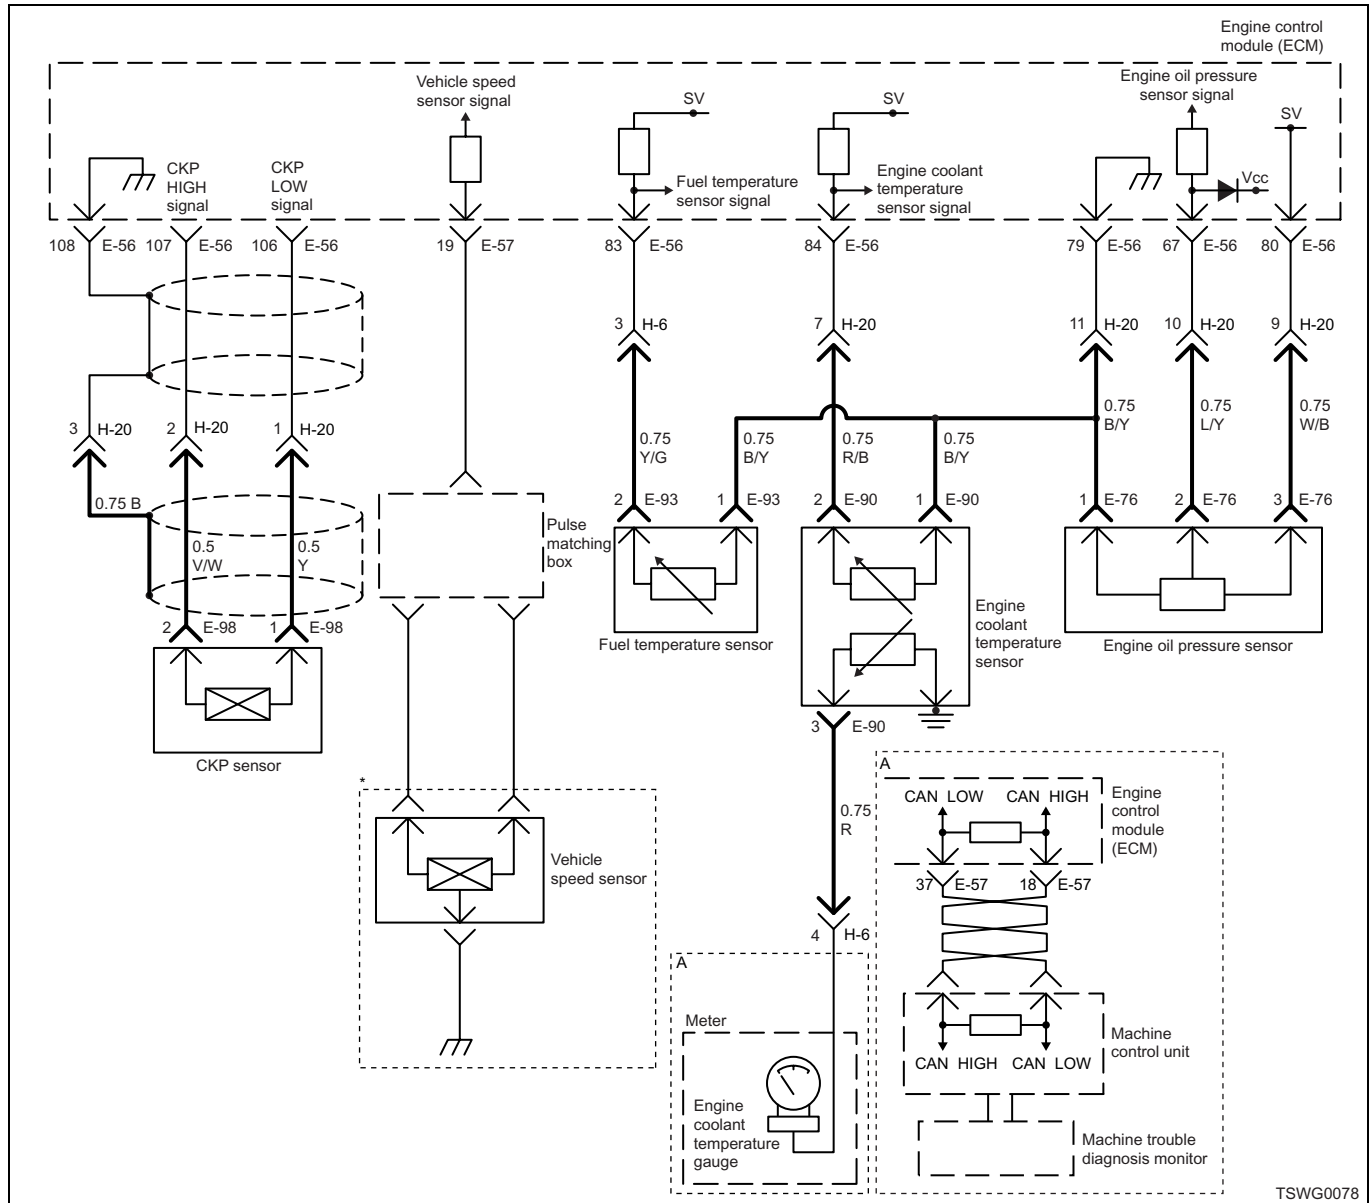 Engine control
module (ECM)
Vehicle speed
sensor signal
SV
SV
Engine oil pressure
sensor signal
SV
CKP
HIGH
signal
CKP
LOW
signal
Fuel temperature
sensor signal
Engine coolant
temperature
sensor signal
Vcc
108 E-56 107 E-56 106 E-56 19 E-57 83 E-56 84 E-56 79 E-56 67 E-56 80 E-56
3 H-6 7 H-20 11 H-20 10 H-20 9 H-20
3 H-20 2 H-20 1 H-20
0.75
Y/G
0.75
B/Y
0.75
R/B
0.75
B/Y
0.75
B/Y
0.75
L/Y
0.75
W/B
0.75 B
2 E-93 1 E-93 2 E-90 1 E-90 1 E-76 2 E-76 3 E-76
0.5
V/W
0.5
Y
Pulse
matching
box
2 E-98 1 E-98
Fuel temperature sensor
Engine
coolant
temperature
sensor
Engine oil pressure sensor
CKP sensor
3 E-90
*
Vehicle
speed sensor
0.75
R
4 H-6
A
Meter
Engine
coolant
temperature
gauge
A
CAN LOW CAN HIGH
Engine
control
module
(ECM)
37 E-57 18 E-57
CAN HIGH CAN LOW
Machine
control unit
Machine trouble
diagnosis monitor
TSWG0078